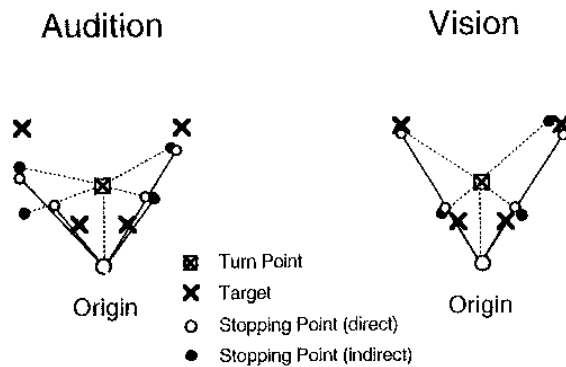 Audition
Vision
Origin
Origin
Turn Point
Target
Stopping Point (direct)
Stopping Point (indirect)